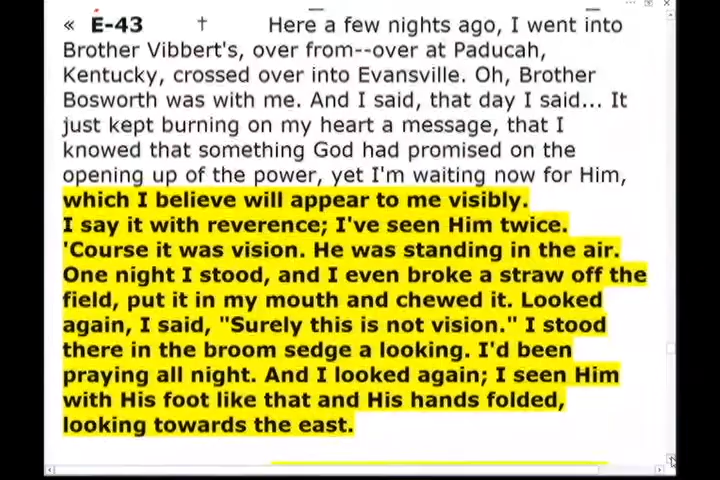 « E-43 † Here a few nights ago, I went into
Brother Vibbert's, over from--over at Paducah,
Kentucky, crossed over into Evansville. Oh, Brother
Bosworth was with me. And I said, that day I said... It
just kept burning on my heart a message, that I
knowed that something God had promised on the
opening up of the power, yet I'm waiting now for Him,
which I believe will appear to me visibly.
I say it with reverence; I've seen Him twice.
'Course it was vision. He was standing in the air.
One night I stood, and I even broke a straw off the
field, put it in my mouth and chewed it. Looked
again, I said, "Surely this is not vision." I stood
there in the broom sedge a looking. I'd been
praying all night. And I looked again; I seen Him
with His foot like that and His hands folded,
looking towards the east.